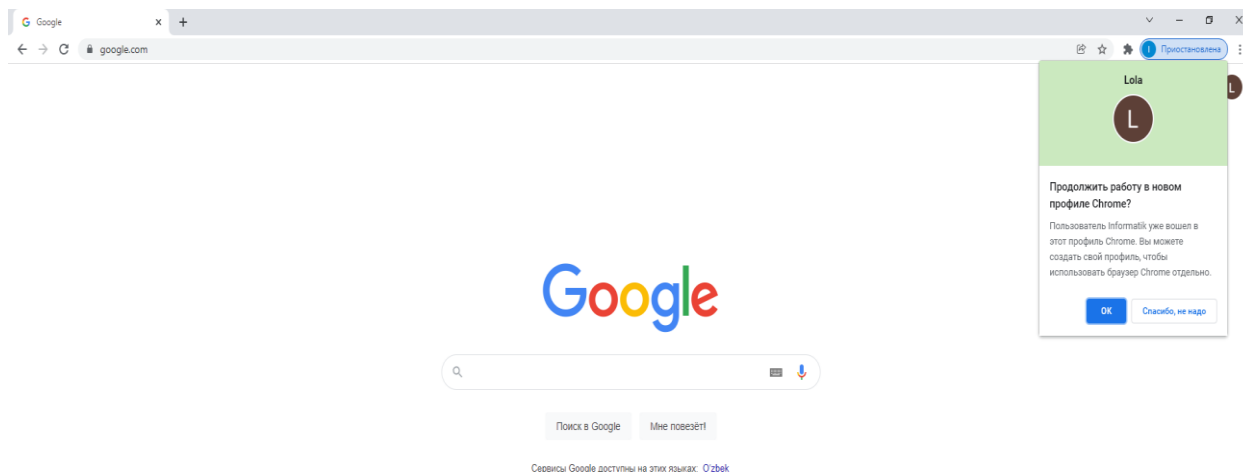 Google
google.com
I Приостановлена
Lola
L
L
Продолжить работу в новом
профиле Chrome?
Пользователь Informatik уже вошел в
этот профиль Chrome. Вы можете
создать свой профиль, чтобы
использовать браузер Chrome отдельно.
ОК Спасибо, не надо
Google
Поиск в Google Мне повезёт!
Сервисы Google доступны на этих языках: O'zbek